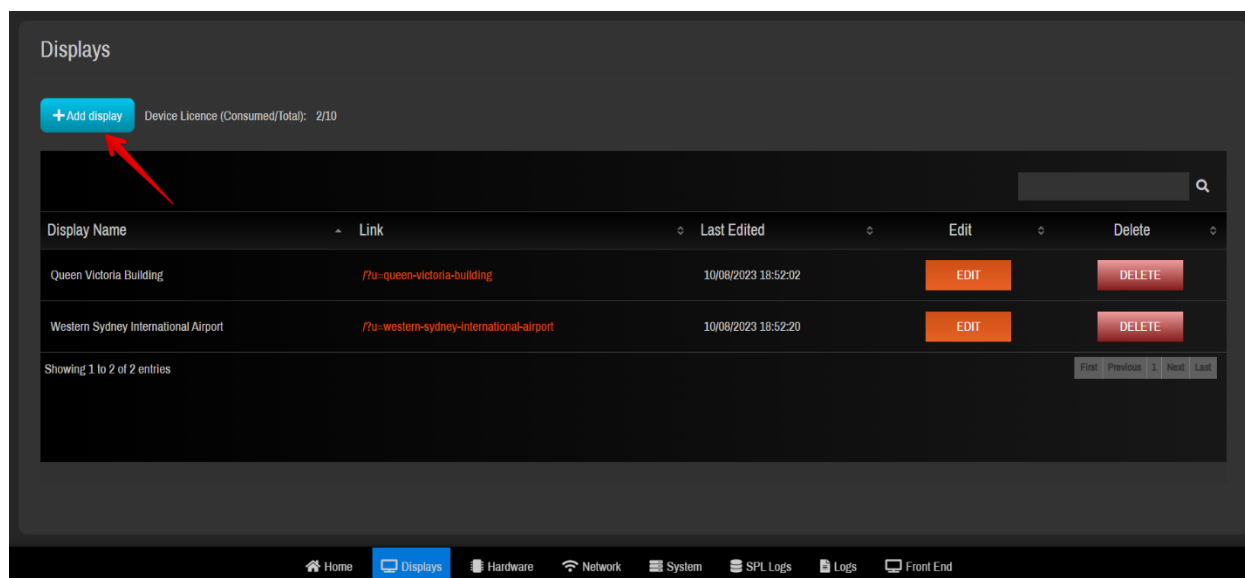 Displays
Add display Device Licence (Consumed/Total): 2/10
Display Name Link Last Edited Edit Delete
Queen Victoria Building /?u=queen-victoria-building 10/08/2023 18:52:02 EDIT DELETE
Western Sydney International Airport /?u=western-sydney-international-airport 10/08/2023 18:52:20 EDIT DELETE
Showing 1 to 2 of 2 entries First Previous 1 Next Last
Home Displays Hardware Network System SPL Logs Logs Front End